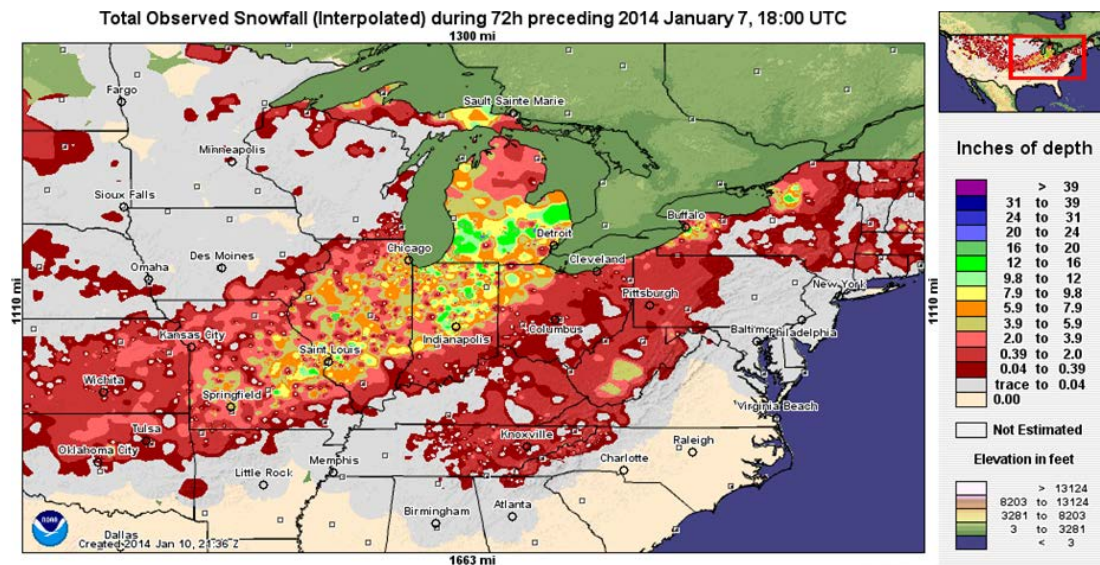 Total Observed Snowfall (Interpolated) during 72h preceding 2014 January 7, 18:00 UTC
1300 mi
Fargo
Sault Sainte Marie
Minneapolis
Sioux Falls
Buffalo
Detroit
Chicago
Cleveland
Des Moines
Omaha
New York
Pittsburgh
Columbus
Philadelphia
Indianapolis
Kansas City
Saint Louis
Wichita
Springfield
Virginia Beach
Tulsa
Knoxville
Raleigh
Oklahoma City
Charlotte
Memphis
Little Rock
Atlanta
Birmingham
Dallas
NOAA
Created 2014 Jan 10, 21:36 Z
1110 mi
1110 mi
1663 mi
Inches of depth
> 39
31 to 39
24 to 31
20 to 24
16 to 20
12 to 16
9.8 to 12
7.9 to 9.8
5.9 to 7.9
3.9 to 5.9
2.0 to 3.9
0.39 to 2.0
0.04 to 0.39
trace to 0.04
0.00
Not Estimated
Elevation in feet
> 13124
8203 to 13124
3281 to 8203
3 to 3281
< 3